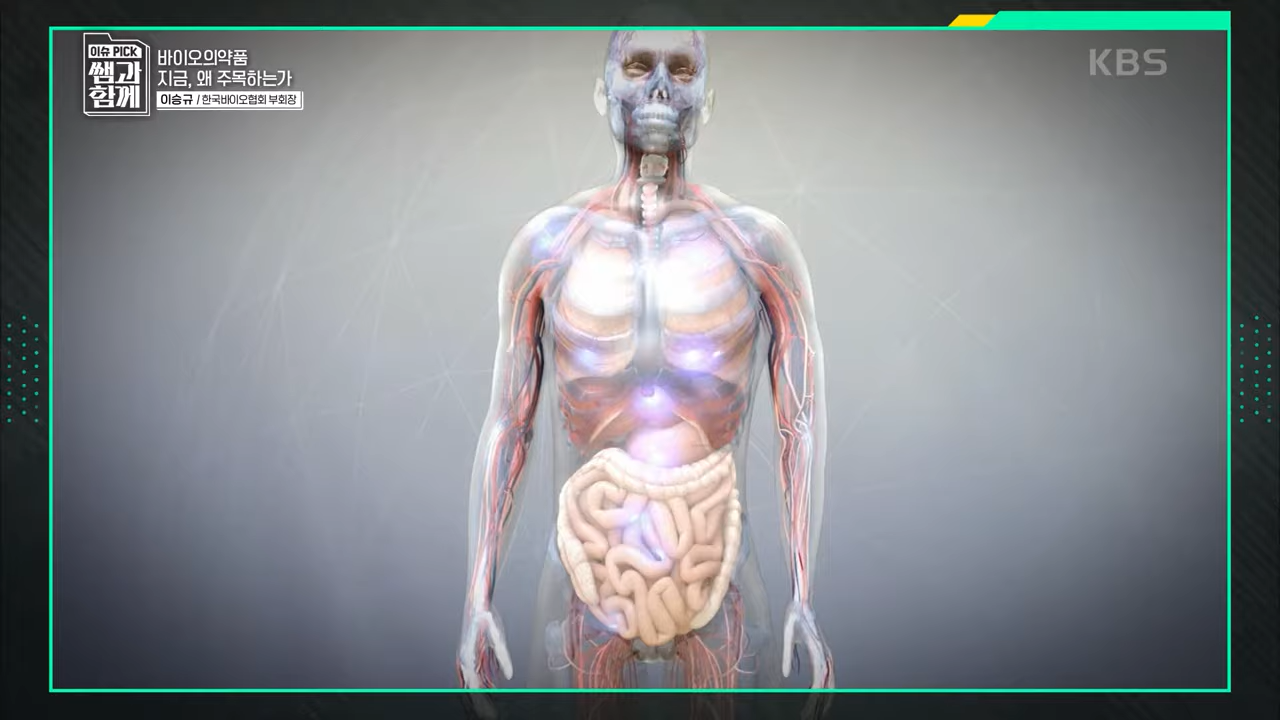 이슈 PICK
쌤과
함께
바이오의약품
지금, 왜 주목하는가
이승규 / 한국바이오협회 부회장
KBS